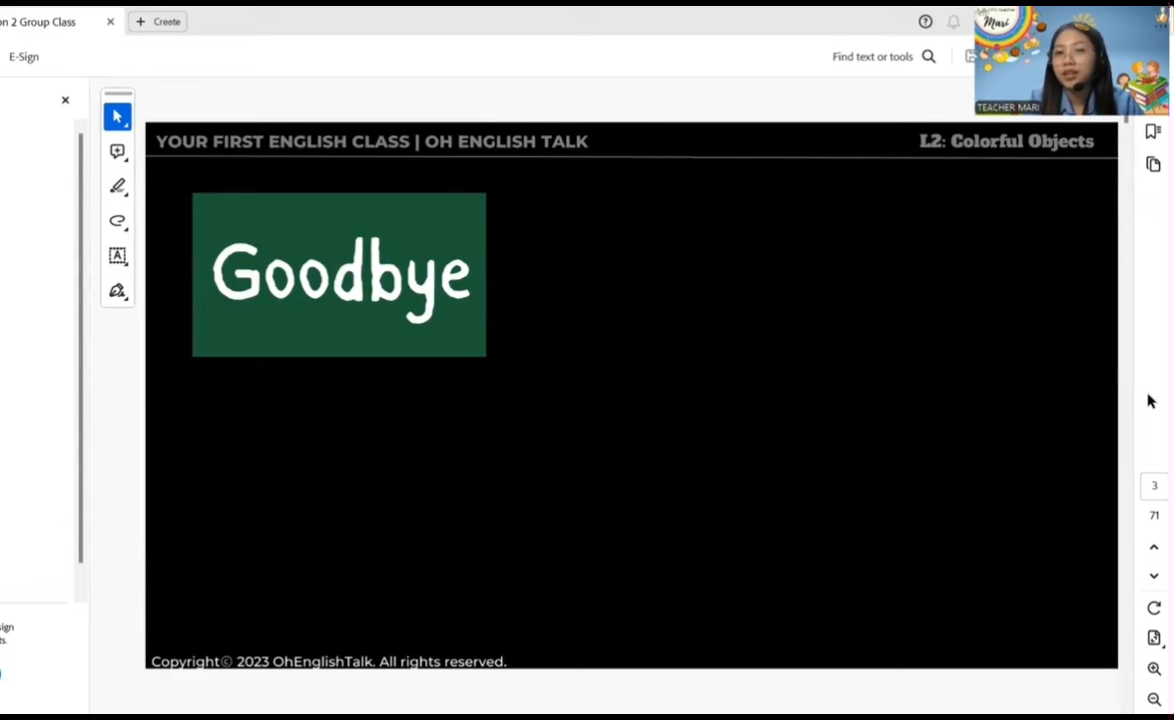 on 2 Group Class
Create
E-Sign
Find text or tools
Mari
TEACHER MARI
YOUR FIRST ENGLISH CLASS | OH ENGLISH TALK
L2: Colorful Objects
Goodbye
3
71
Copyright© 2023 OhEnglishTalk. All rights reserved.